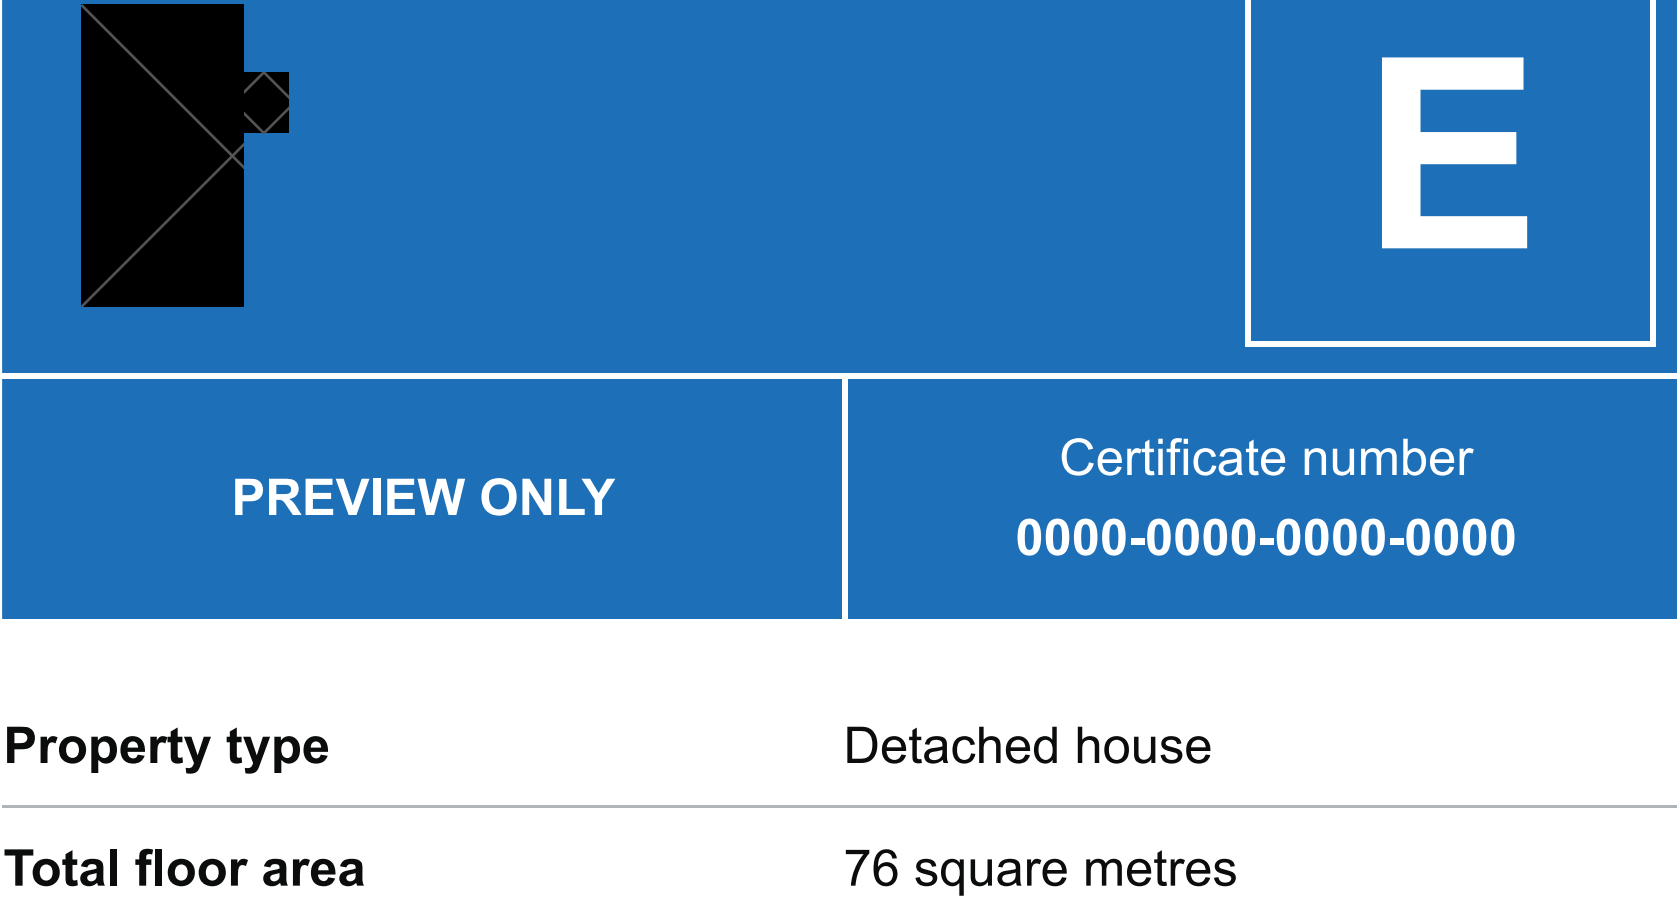 E
PREVIEW ONLY
Certificate number
0000-0000-0000-0000
Property type
Detached house
Total floor area
76 square metres